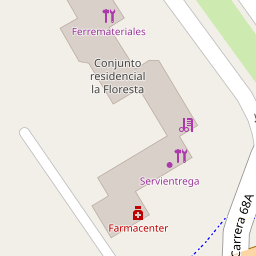 Ferremateriales
Conjunto
residencial
la Floresta
Servientrega
Farmacenter
Carrera 68A